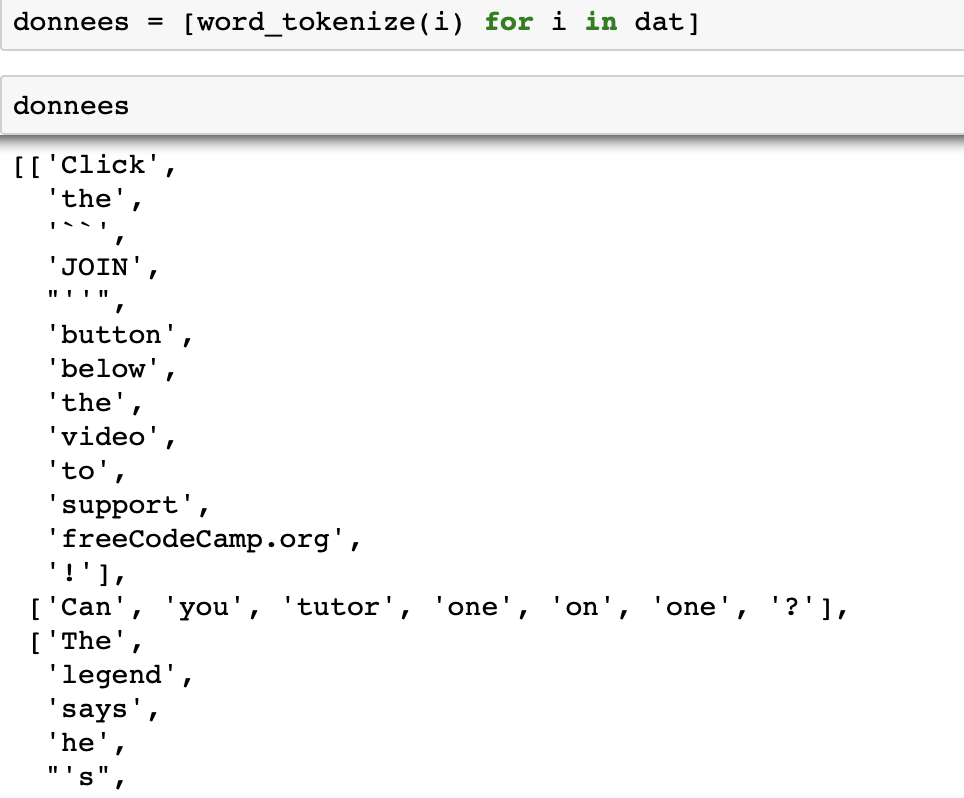 donnees = [word_tokenize(i) for i in dat]
donnees
[['Click',
'the',
'``',
'JOIN',
"''",
'button',
'below',
'the',
'video',
'to',
'support',
'freeCodeCamp.org',
'!'],
['Can', 'you', 'tutor', 'one', 'on', 'one', '?'],
['The',
'legend',
'says',
'he',
"'s",